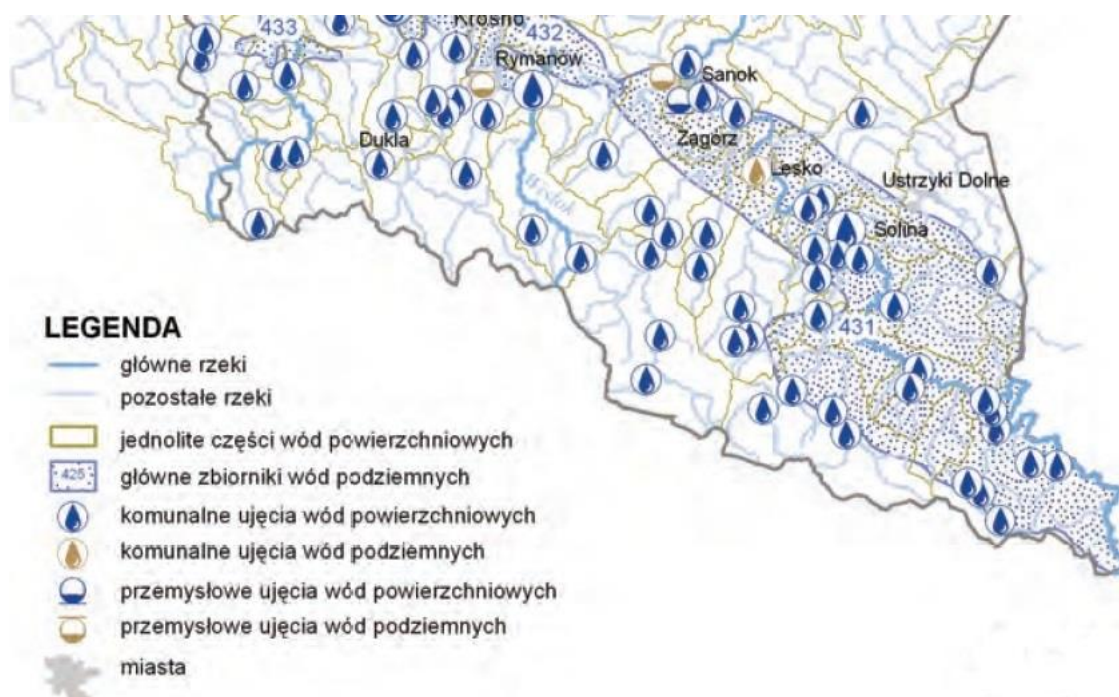 Krosno
433
432
Rymanów
Sanok
Zagórz
Dukla
Lesko
Ustrzyki Dolne
Wisłok
Solina
431
LEGENDA
główne rzeki
pozostałe rzeki
jednolite części wód powierzchniowych
425
główne zbiorniki wód podziemnych
komunalne ujęcia wód powierzchniowych
komunalne ujęcia wód podziemnych
przemysłowe ujęcia wód powierzchniowych
przemysłowe ujęcia wód podziemnych
miasta